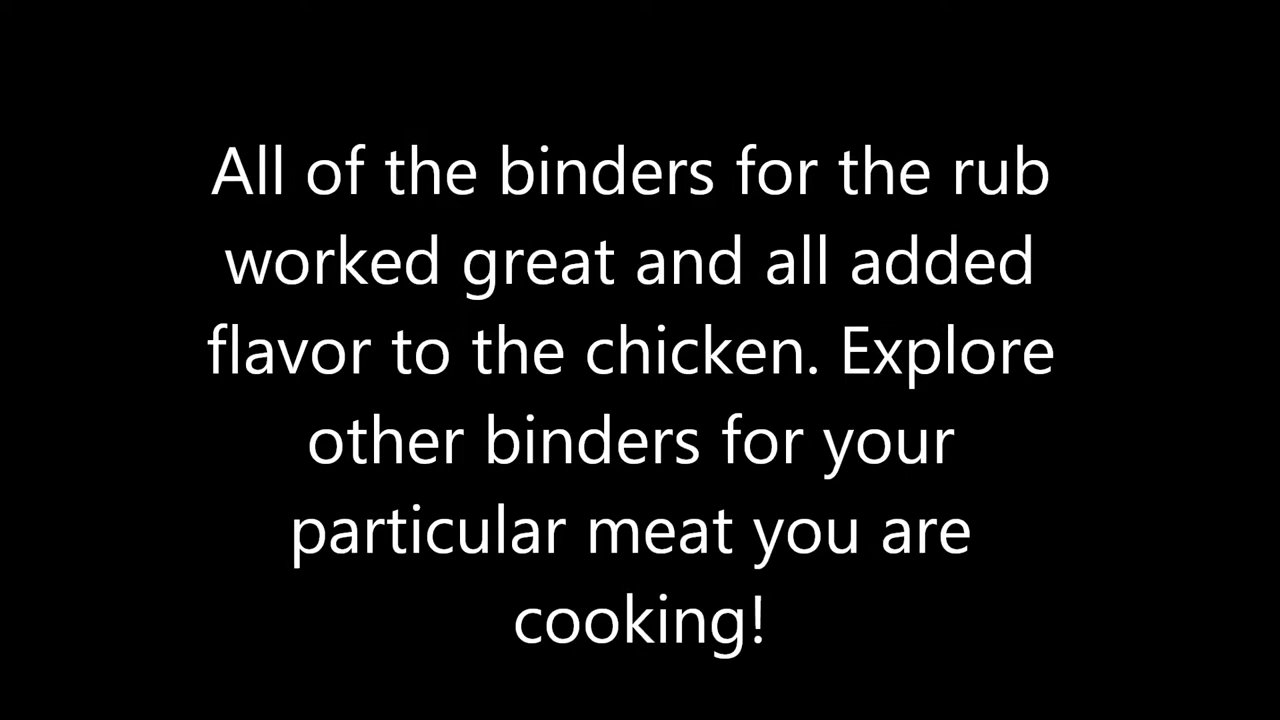 All of the binders for the rub
worked great and all added
flavor to the chicken. Explore
other binders for your
particular meat you are
cooking!